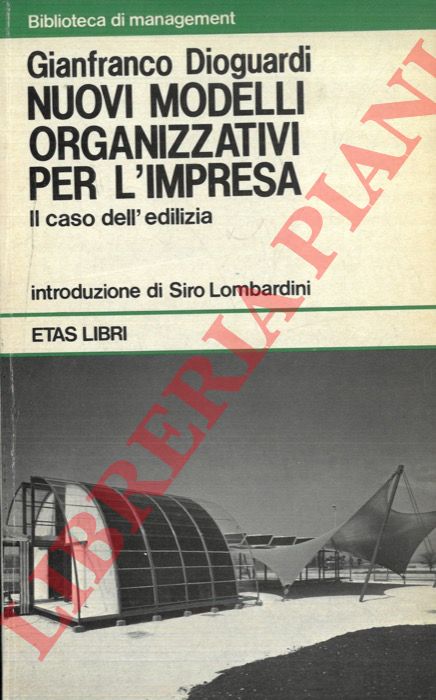 Biblioteca di management
Gianfranco Dioguardi
NUOVI MODELLI
ORGANIZZATIVI
PER L'IMPRESA
Il caso dell'edilizia
introduzione di Siro Lombardini
ETAS LIBRI
LIBRERIA PIANI